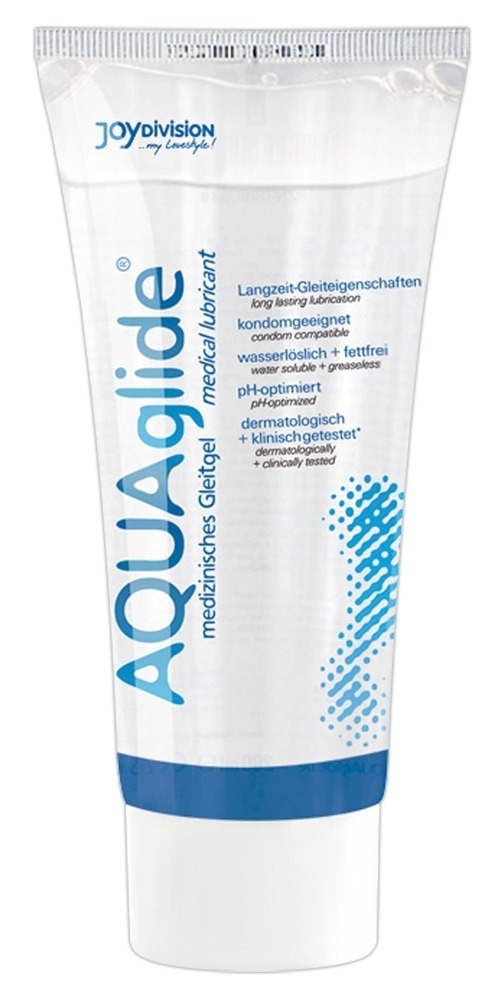 JOYDIVISION
...my Lovestyle!
AQUAglide®
medizinisches Gleitgel medical lubricant
Langzeit-Gleiteigenschaften
long lasting lubrication
kondomgeeignet
condom compatible
wasserlöslich + fettfrei
water soluble + greaseless
pH-optimiert
pH-optimized
dermatologisch
+ klinisch getestet*
dermatologically
+ clinically tested